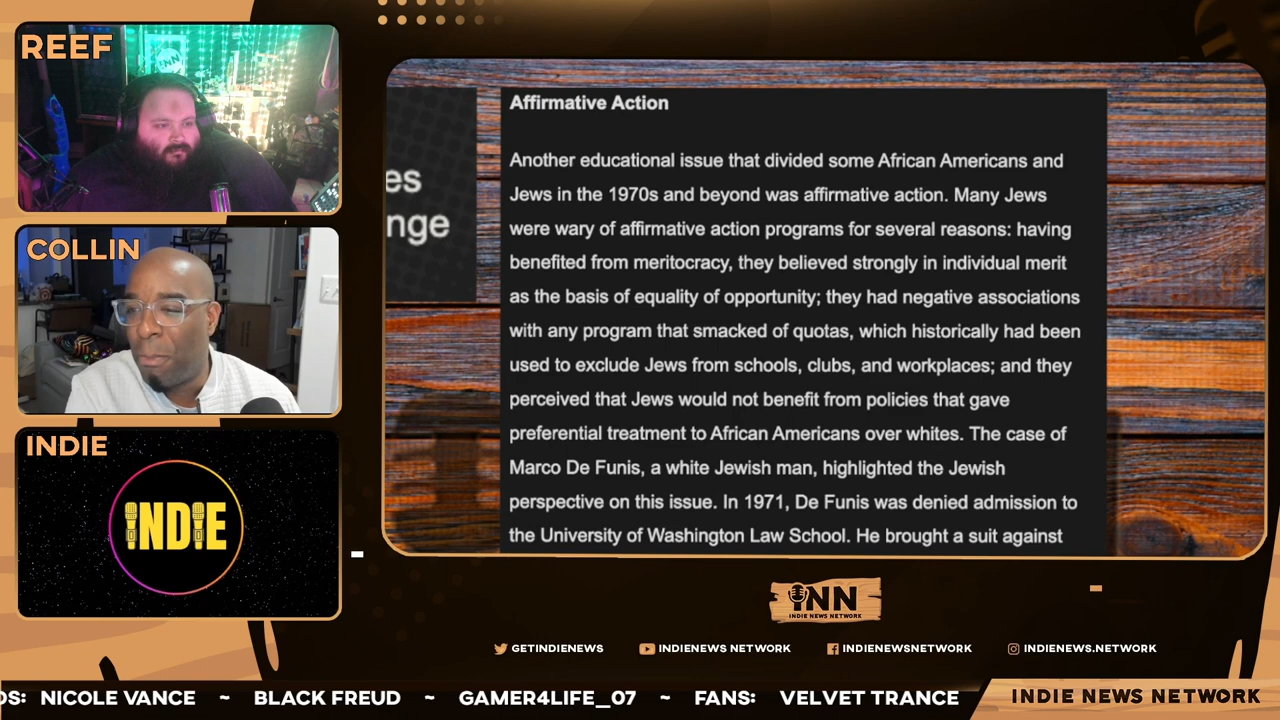 REEF
COLLIN
INDIE
INDIE
es
nge
Affirmative Action
Another educational issue that divided some African Americans and
Jews in the 1970s and beyond was affirmative action. Many Jews
were wary of affirmative action programs for several reasons: having
benefited from meritocracy, they believed strongly in individual merit
as the basis of equality of opportunity; they had negative associations
with any program that smacked of quotas, which historically had been
used to exclude Jews from schools, clubs, and workplaces; and they
perceived that Jews would not benefit from policies that gave
preferential treatment to African Americans over whites. The case of
Marco De Funis, a white Jewish man, highlighted the Jewish
perspective on this issue. In 1971, De Funis was denied admission to
the University of Washington Law School. He brought a suit against
INN
INDIE NEWS NETWORK
GETINDIENEWS
INDIENEWS NETWORK
INDIENEWSNETWORK
INDIENEWS.NETWORK
DS: NICOLE VANCE ~ BLACK FREUD ~ GAMER4LIFE_07 ~ FANS: VELVET TRANCE
INDIE NEWS NETWORK